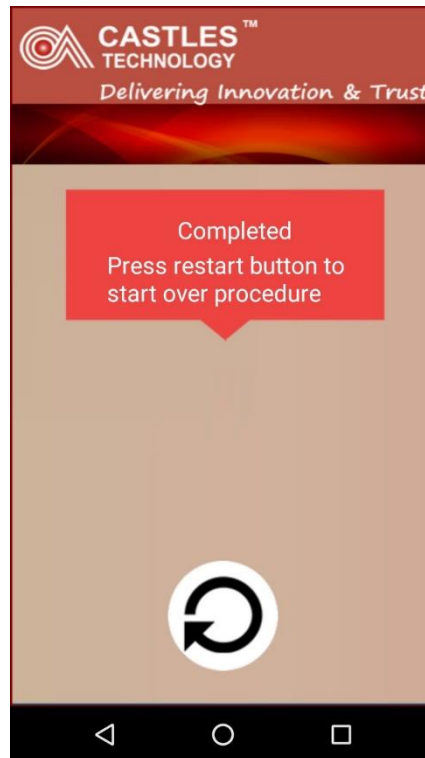 CASTLES™
TECHNOLOGY
Delivering Innovation & Trust
Completed
Press restart button to
start over procedure